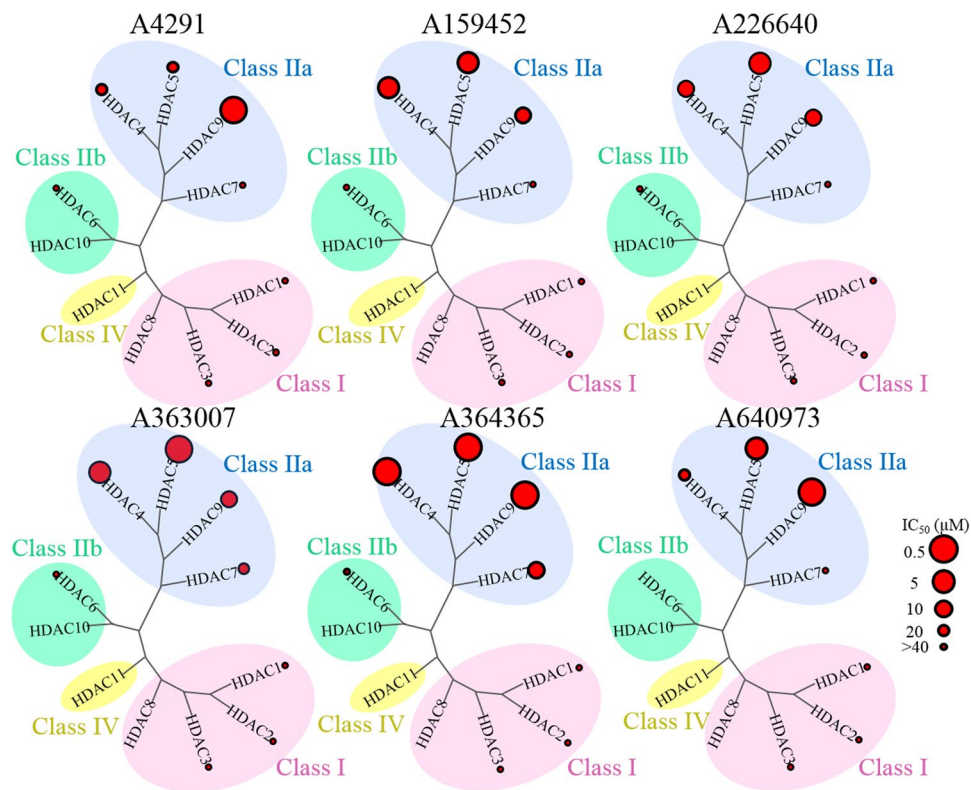 A4291
Class IIa
HDAC5
HDAC4
HDAC9
Class IIb
HDAC7
HDAC6
HDAC10
HDAC11
HDAC1
Class IV
HDAC8
HDAC2
HDAC3
Class I
A159452
Class IIa
HDAC5
HDAC4
HDAC9
Class IIb
HDAC7
HDAC6
HDAC10
HDAC11
HDAC1
Class IV
HDAC8
HDAC2
HDAC3
Class I
A226640
Class IIa
HDAC5
HDAC4
HDAC9
Class IIb
HDAC7
HDAC6
HDAC10
HDAC11
HDAC1
Class IV
HDAC8
HDAC2
HDAC3
Class I
A363007
Class IIa
HDAC5
HDAC4
HDAC9
Class IIb
HDAC7
HDAC6
HDAC10
HDAC11
HDAC1
Class IV
HDAC8
HDAC2
HDAC3
Class I
A364365
Class IIa
HDAC5
HDAC4
HDAC9
Class IIb
HDAC7
HDAC6
HDAC10
HDAC11
HDAC1
Class IV
HDAC8
HDAC2
HDAC3
Class I
A640973
Class IIa
HDAC5
HDAC4
HDAC9
Class IIb
HDAC7
HDAC6
HDAC10
HDAC11
HDAC1
Class IV
HDAC8
HDAC2
HDAC3
Class I
IC50 (μM)
0.5
5
10
20
>40